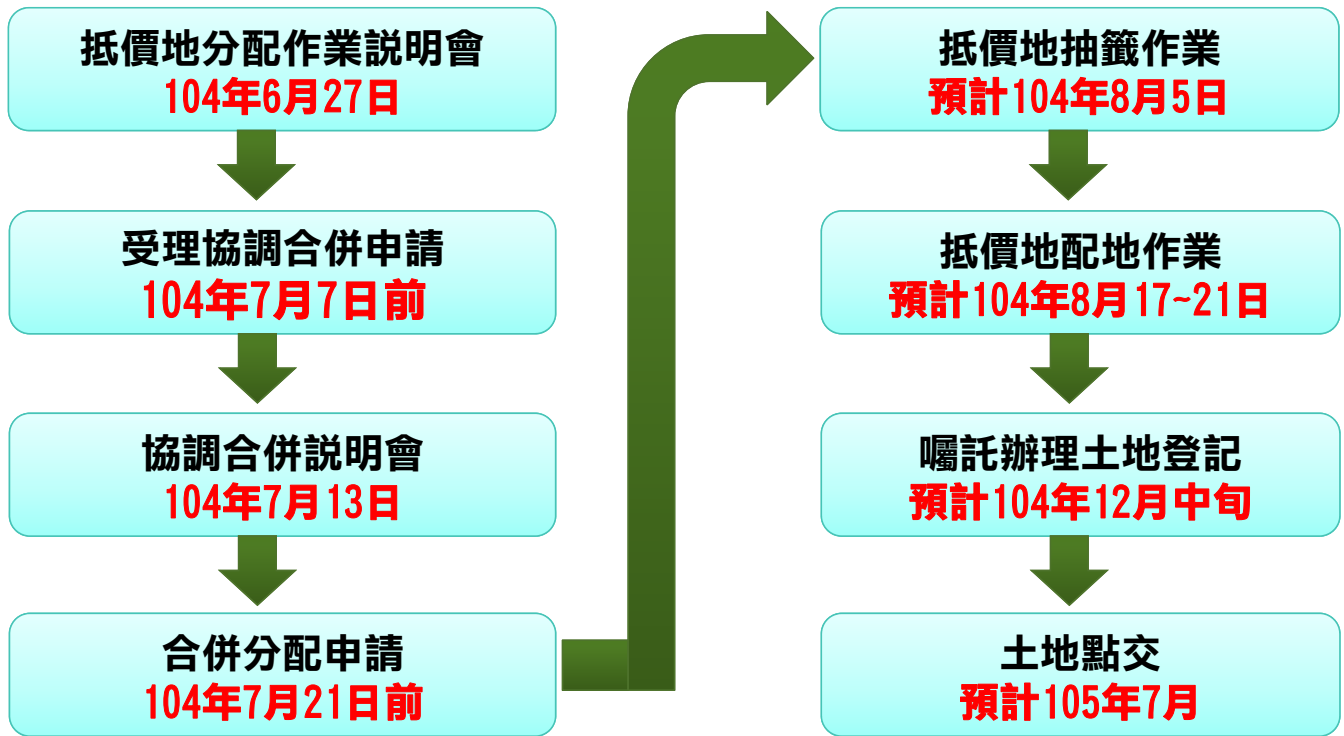 抵價地分配作業說明會
104年6月27日
受理協調合併申請
104年7月7日前
協調合併說明會
104年7月13日
合併分配申請
104年7月21日前
抵價地抽籤作業
預計104年8月5日
抵價地配地作業
預計104年8月17~21日
囑託辦理土地登記
預計104年12月中旬
土地點交
預計105年7月